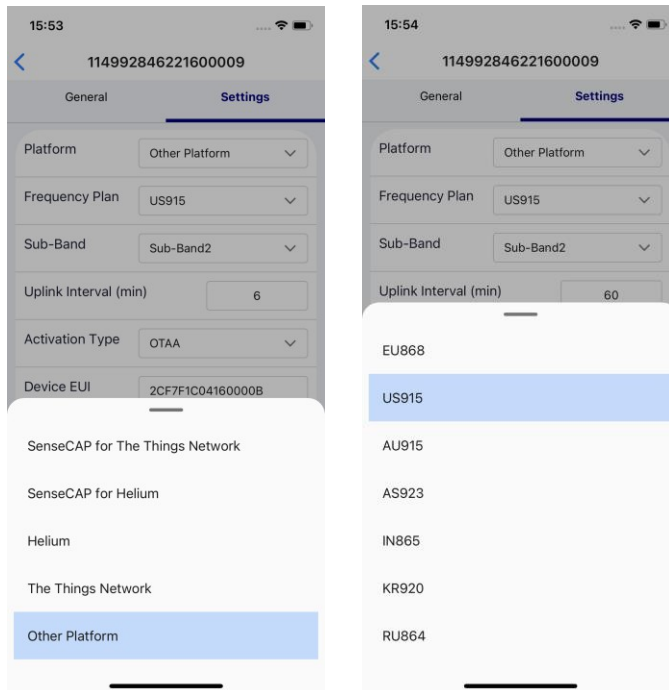 15:53
114992846221600009
General Settings
Platform Other Platform
Frequency Plan US915
Sub-Band Sub-Band2
Uplink Interval (min) 6
Activation Type OTAA
Device EUI 2CF7F1C04160000B
SenseCAP for The Things Network
SenseCAP for Helium
Helium
The Things Network
Other Platform
15:54
114992846221600009
General Settings
Platform Other Platform
Frequency Plan US915
Sub-Band Sub-Band2
Uplink Interval (min) 60
EU868
US915
AU915
AS923
IN865
KR920
RU864